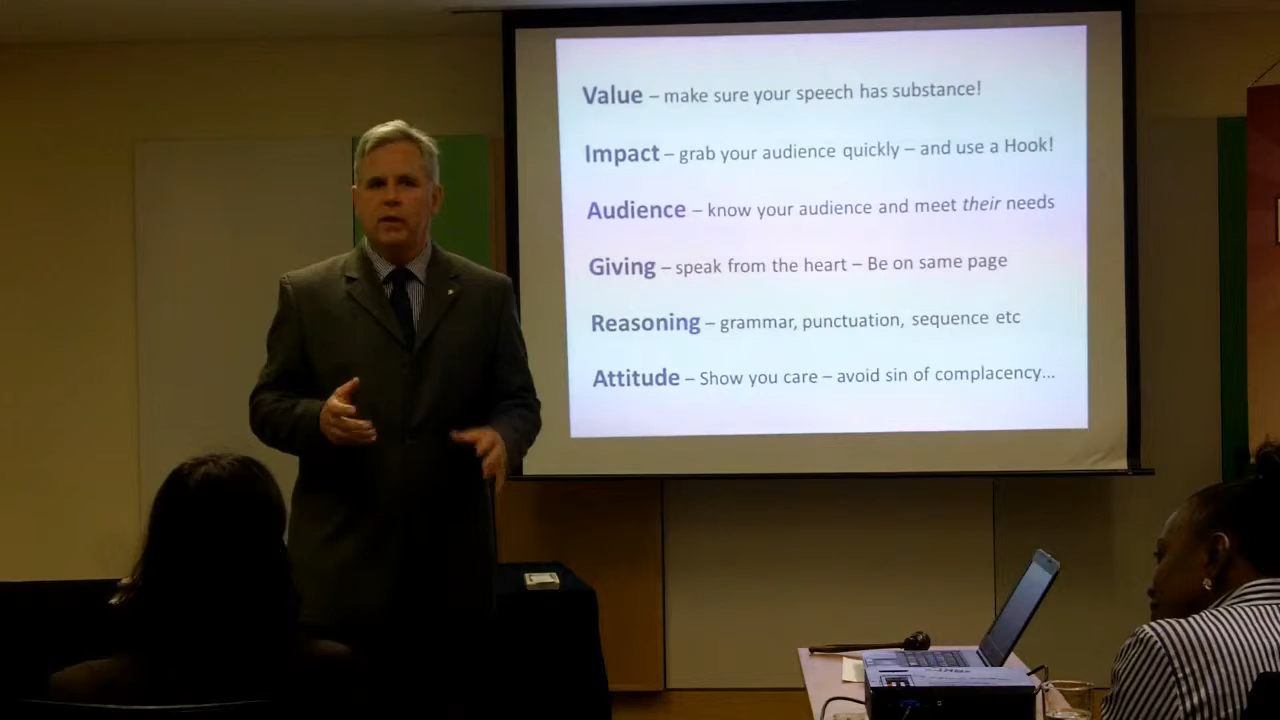 Value – make sure your speech has substance!
Impact – grab your audience quickly – and use a Hook!
Audience – know your audience and meet their needs
Giving – speak from the heart – Be on same page
Reasoning – grammar, punctuation, sequence etc
Attitude – Show you care – avoid sin of complacency...